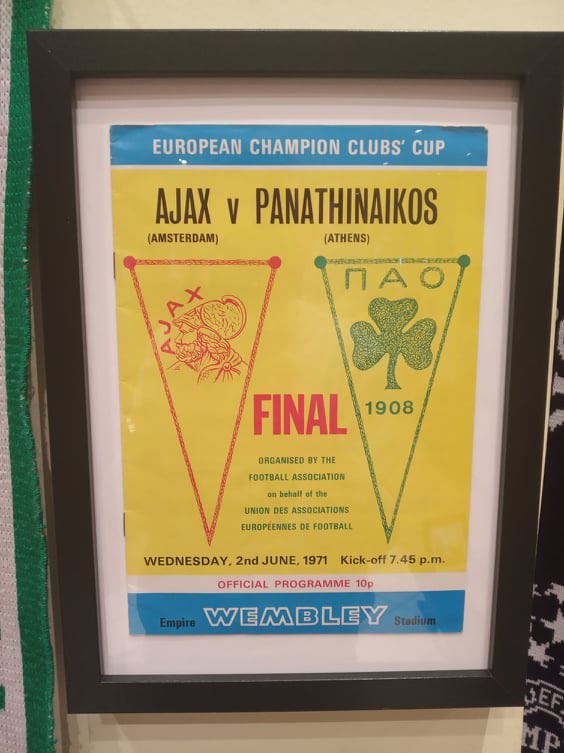 EUROPEAN CHAMPION CLUBS' CUP
AJAX v PANATHINAIKOS
(AMSTERDAM) (ATHENS)
AJAX
ΠΑΟ
1908
FINAL
ORGANISED BY THE
FOOTBALL ASSOCIATION
on behalf of the
UNION DES ASSOCIATIONS
EUROPÉENNES DE FOOTBALL
WEDNESDAY, 2nd JUNE, 1971 Kick-off 7.45 p.m.
OFFICIAL PROGRAMME 10p
Empire WEMBLEY Stadium